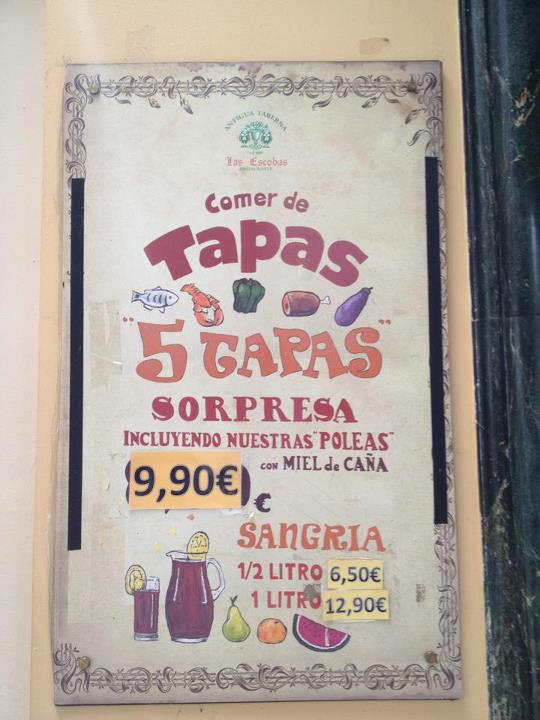 ANTIGUA TABERNA
Las Escobas
Comer de
Tapas
"5 TAPAS"
SORPRESA
INCLUYENDO NUESTRAS "POLEAS"
CON MIEL de CAÑA
9,90€
€
SANGRIA
1/2 LITRO 6,50€
1 LITRO 12,90€